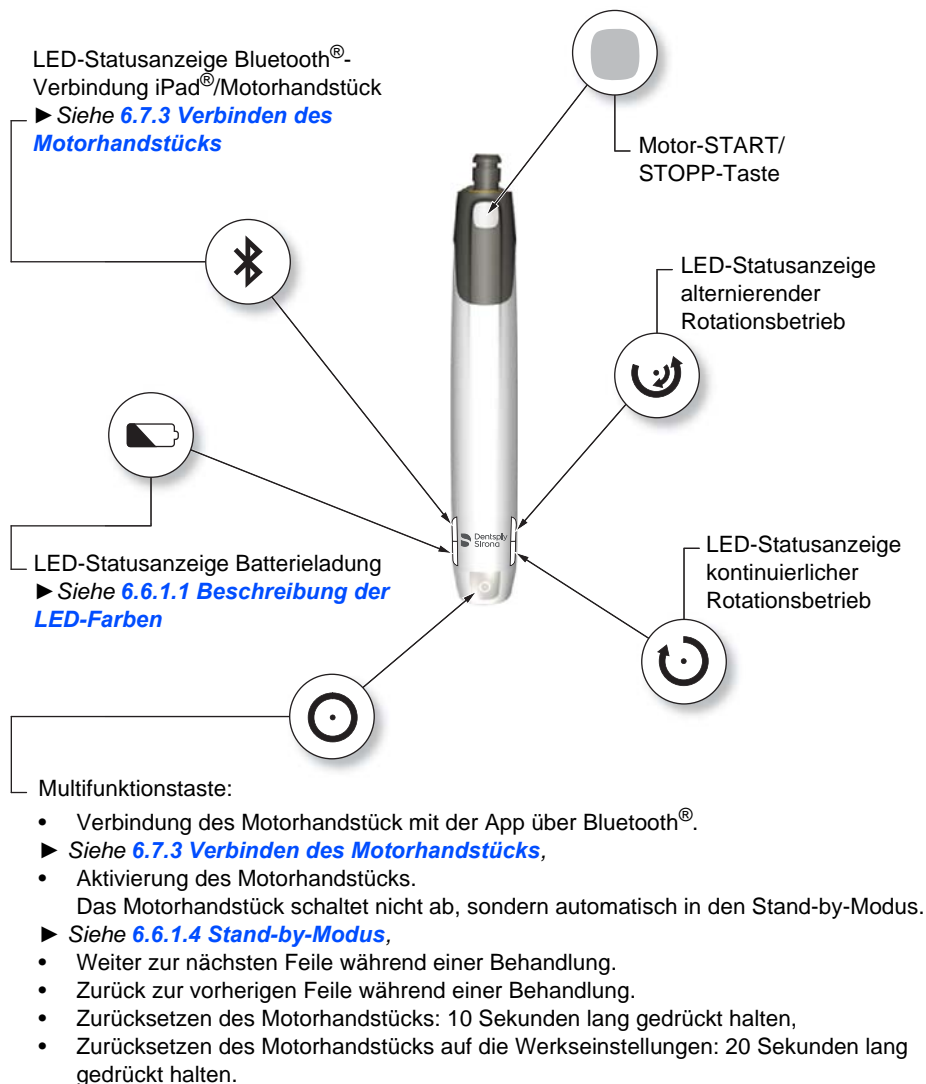 LED-Statusanzeige Bluetooth®-
Verbindung iPad®/Motorhandstück
►Siehe 6.7.3 Verbinden des
Motorhandstücks
Motor-START/
STOPP-Taste
LED-Statusanzeige
alternierender
Rotationsbetrieb
Dentsply
Sirona
LED-Statusanzeige Batterieladung
►Siehe 6.6.1.1 Beschreibung der
LED-Farben
LED-Statusanzeige
kontinuierlicher
Rotationsbetrieb
Multifunktionstaste:
• Verbindung des Motorhandstück mit der App über Bluetooth®.
► Siehe 6.7.3 Verbinden des Motorhandstücks,
• Aktivierung des Motorhandstücks.
Das Motorhandstück schaltet nicht ab, sondern automatisch in den Stand-by-Modus.
► Siehe 6.6.1.4 Stand-by-Modus,
• Weiter zur nächsten Feile während einer Behandlung.
• Zurück zur vorherigen Feile während einer Behandlung.
• Zurücksetzen des Motorhandstücks: 10 Sekunden lang gedrückt halten,
• Zurücksetzen des Motorhandstücks auf die Werkseinstellungen: 20 Sekunden lang
gedrückt halten.